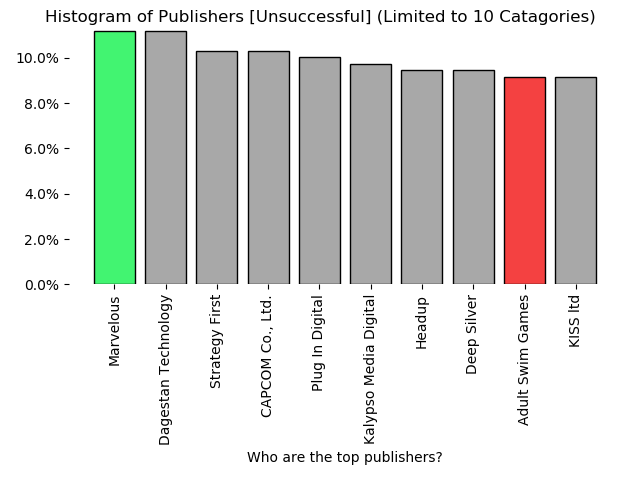 Histogram of Publishers [Unsuccessful] (Limited to 10 Catagories)
10.0%
8.0%
6.0%
4.0%
2.0%
0.0%
Marvelous
Dagestan Technology
Strategy First
CAPCOM Co., Ltd.
Plug In Digital
Kalypso Media Digital
Headup
Deep Silver
Adult Swim Games
KISS ltd
Who are the top publishers?